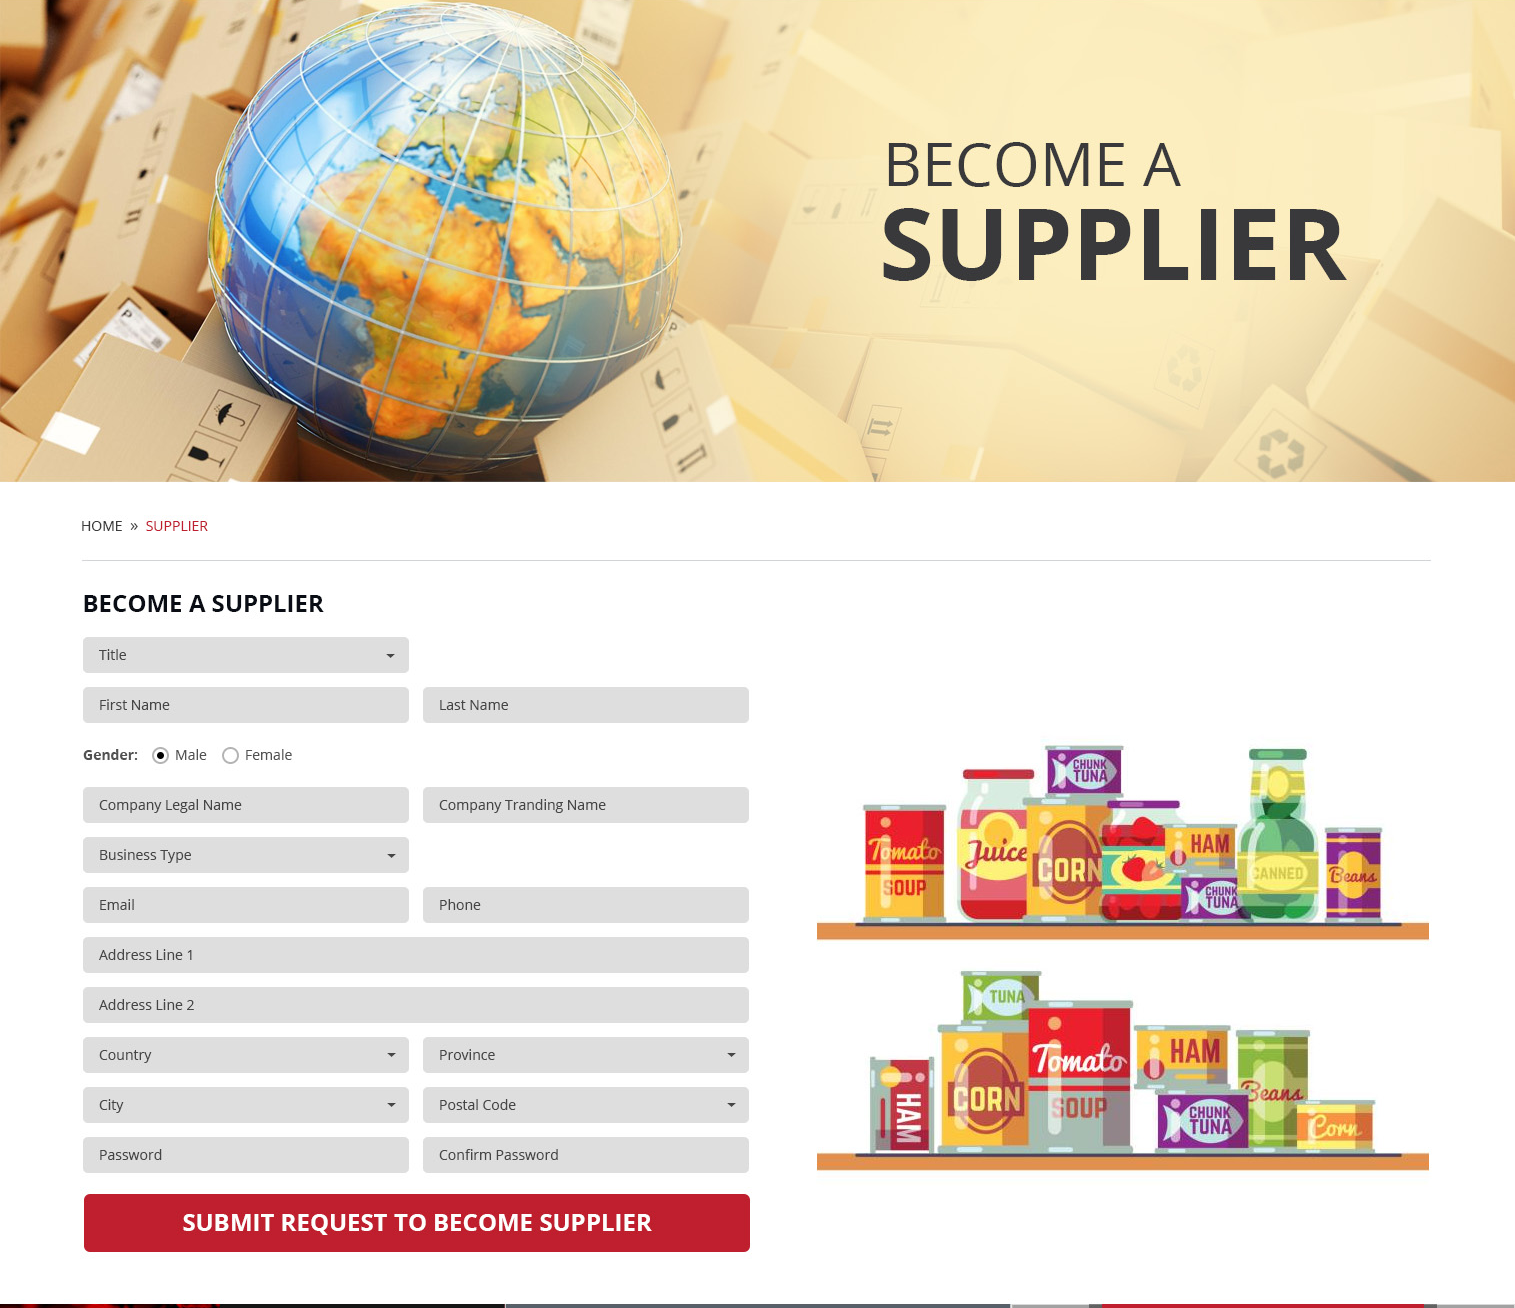 BECOME A
SUPPLIER
HOME » SUPPLIER
BECOME A SUPPLIER
Title
First Name
Last Name
Gender: Male Female
Company Legal Name
Company Tranding Name
Business Type
Email
Phone
Address Line 1
Address Line 2
Country
Province
City
Postal Code
Password
Confirm Password
SUBMIT REQUEST TO BECOME SUPPLIER
CHUNK
TUNA
Tomato
SOUP
Juice
CORN
HAM
CHUNK
TUNA
CANNED
Beans
TUNA
HAM
CORN
Tomato
SOUP
HAM
CHUNK
TUNA
Beans
Corn